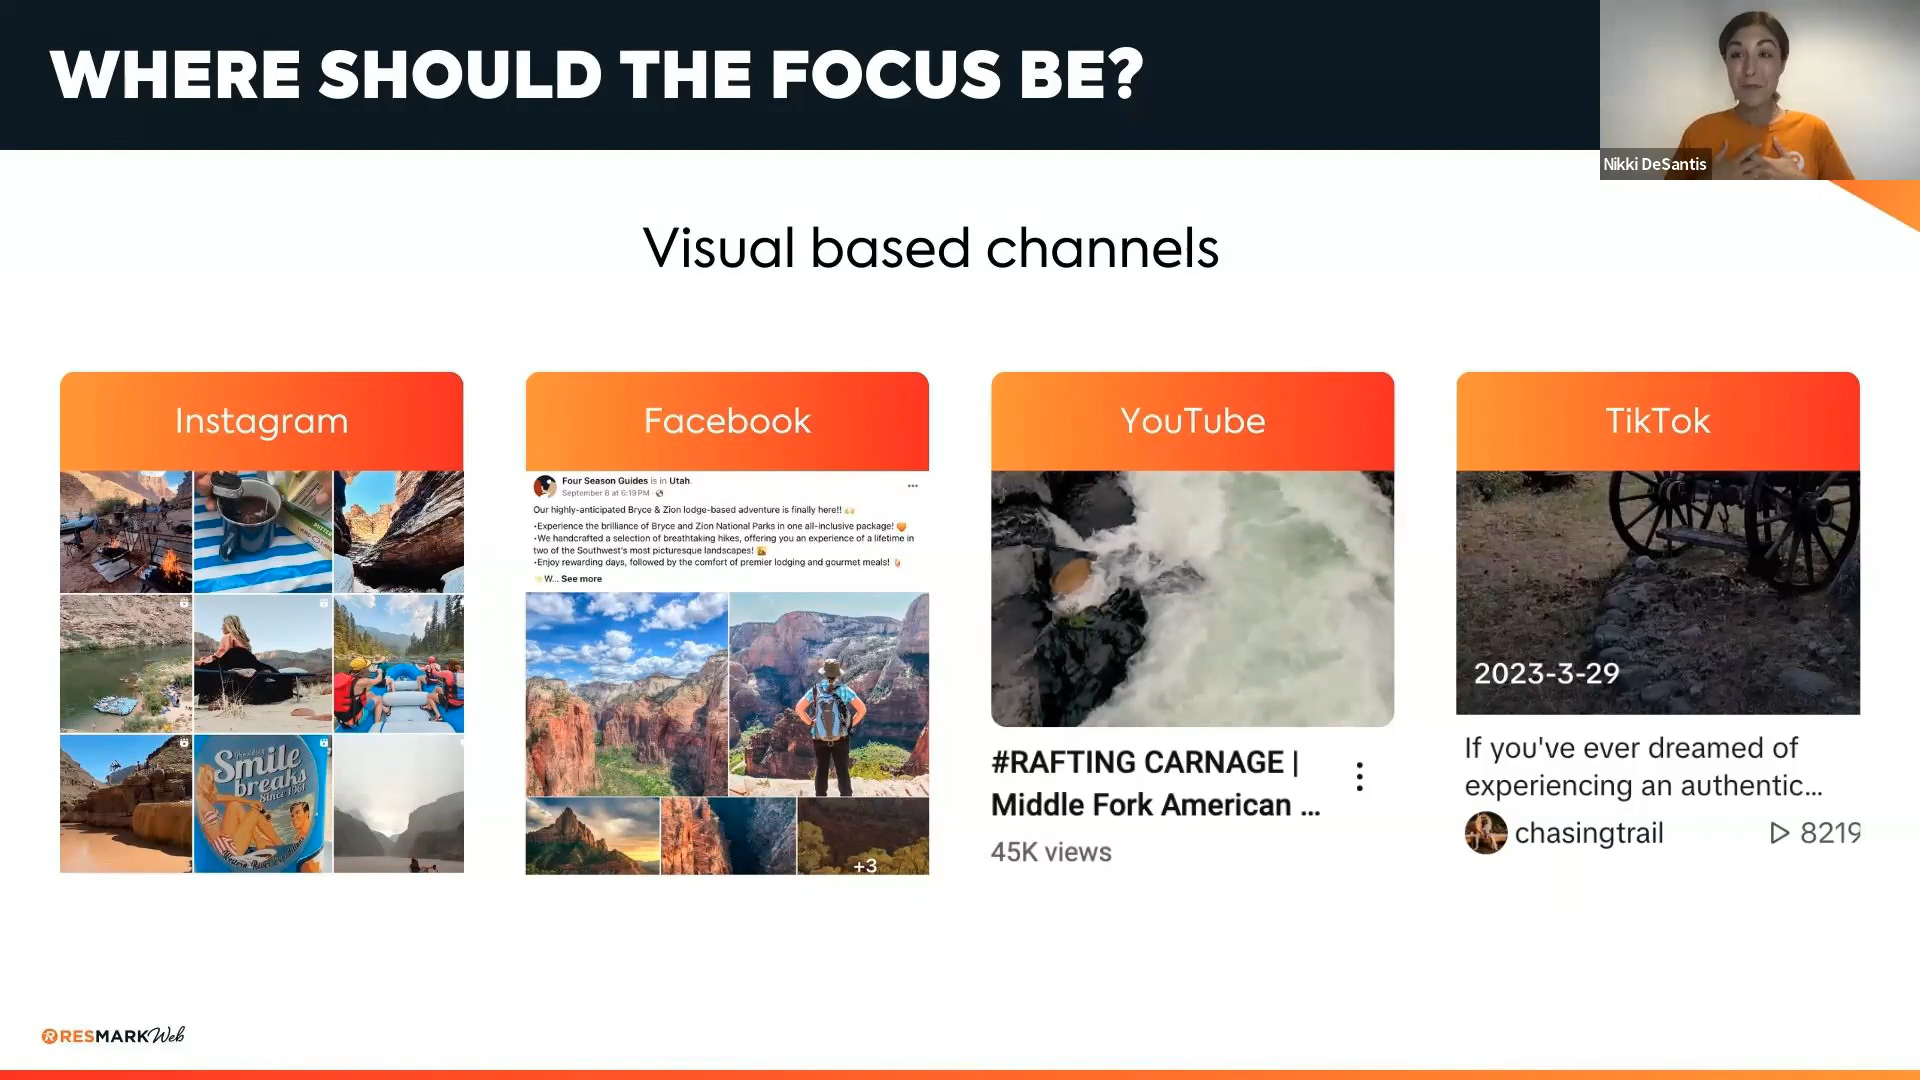 WHERE SHOULD THE FOCUS BE?
Nikki DeSantis
Visual based channels
Instagram
Smile
breaks
Since 1961
Facebook
Four Season Guides is in Utah.
September 8 at 6:19 PM ·
Our highly-anticipated Bryce & Zion lodge-based adventure is finally here!! 🙌
•Experience the brilliance of Bryce and Zion National Parks in one all-inclusive package! 🧡
•We handcrafted a selection of breathtaking hikes, offering you an experience of a lifetime in
two of the Southwest's most picturesque landscapes!
•Enjoy rewarding days, followed by the comfort of premier lodging and gourmet meals!
W... See more
+3
YouTube
#RAFTING CARNAGE |
Middle Fork American ...
45K views
TikTok
2023-3-29
If you've ever dreamed of
experiencing an authentic...
chasingtrail
8219
RESMARKWeb